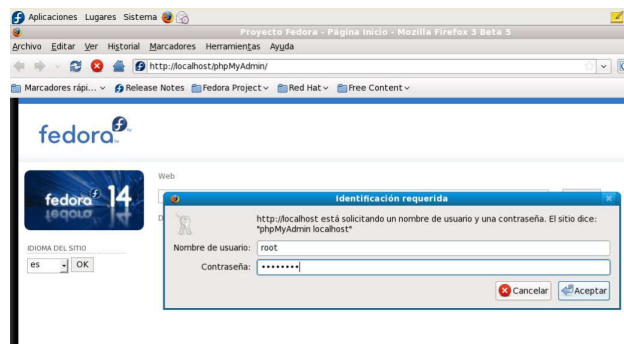 Aplicaciones Lugares Sistema
Proyecto Fedora - Página Inicio - Mozilla Firefox 3 Beta 5
Archivo Editar Ver Historial Marcadores Herramientas Ayuda
http://localhost/phpMyAdmin/
Marcadores rápi... Release Notes Fedora Project Red Hat Free Content
fedora
Web
fedora 14
Identificación requerida
http://localhost está solicitando un nombre de usuario y una contraseña. El sitio dice:
"phpMyAdmin localhost"
Nombre de usuario: root
Contraseña: ••••••••
Cancelar Aceptar
IDIOMA DEL SITIO
es OK